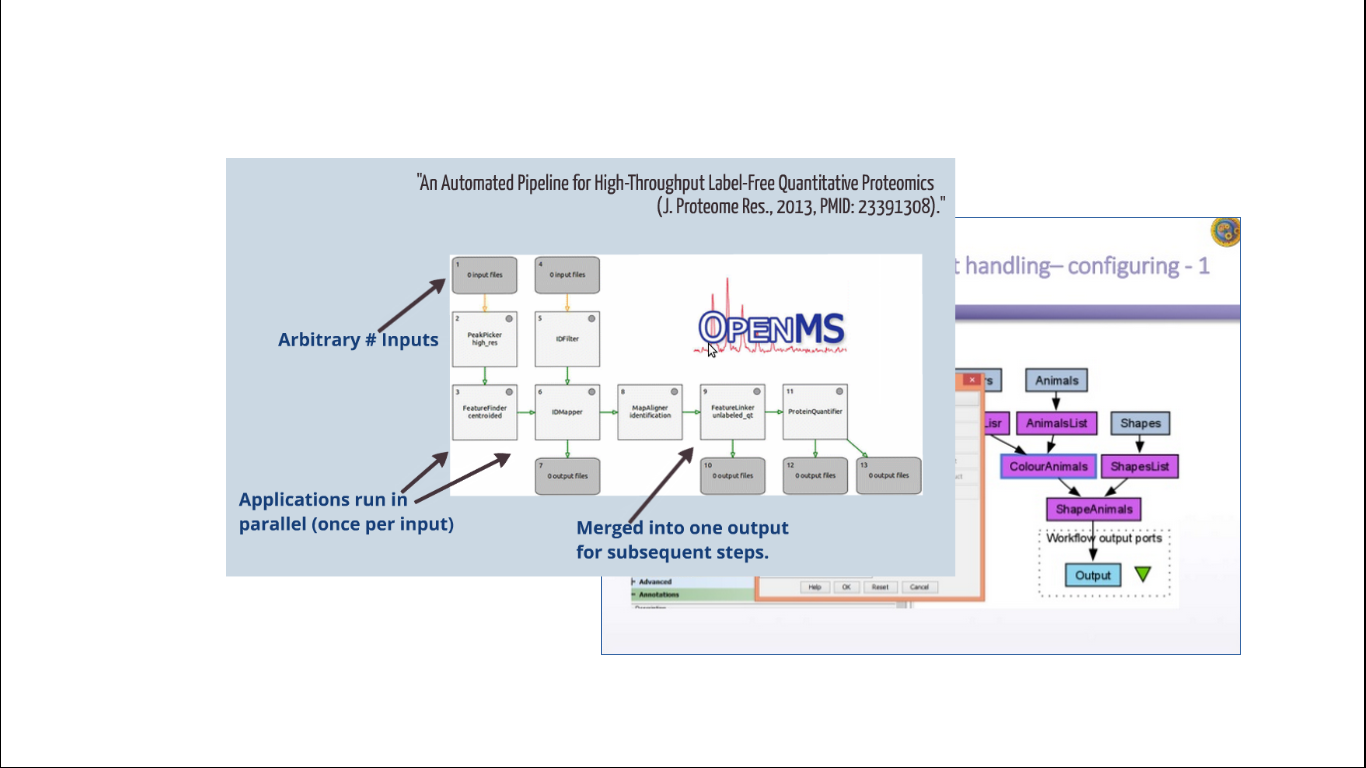 "An Automated Pipeline for High-Throughput Label-Free Quantitative Proteomics
(J. Proteome Res., 2013, PMID: 23391308)."
t handling– configuring - 1
1
0 input files
4
0 input files
OPENMS
Arbitrary # Inputs
2
PeakPicker
high_res
5
IDFilter
3
FeatureFinder
centroided
6
IDMapper
8
MapAligner
identification
9
FeatureLinker
unlabeled_qt
11
ProteinQuantifier
7
0 output files
10
0 output files
12
0 output files
13
0 output files
Applications run in
parallel (once per input)
Merged into one output
for subsequent steps.
rs
Animals
Lisr
AnimalsList
Shapes
ColourAnimals
ShapesList
ShapeAnimals
Workflow output ports
Output
Advanced
Annotations
Help
OK
Reset
Cancel